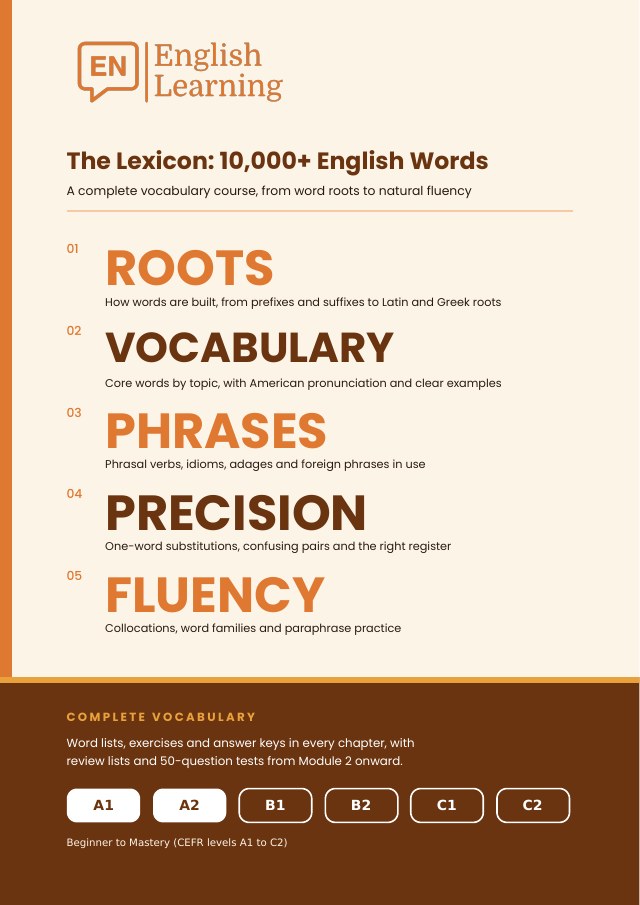 EN
English
Learning
The Lexicon: 10,000+ English Words
A complete vocabulary course, from word roots to natural fluency
01
ROOTS
How words are built, from prefixes and suffixes to Latin and Greek roots
02
VOCABULARY
Core words by topic, with American pronunciation and clear examples
03
PHRASES
Phrasal verbs, idioms, adages and foreign phrases in use
04
PRECISION
One-word substitutions, confusing pairs and the right register
05
FLUENCY
Collocations, word families and paraphrase practice
COMPLETE VOCABULARY
Word lists, exercises and answer keys in every chapter, with
review lists and 50-question tests from Module 2 onward.
A1 A2 B1 B2 C1 C2
Beginner to Mastery (CEFR levels A1 to C2)